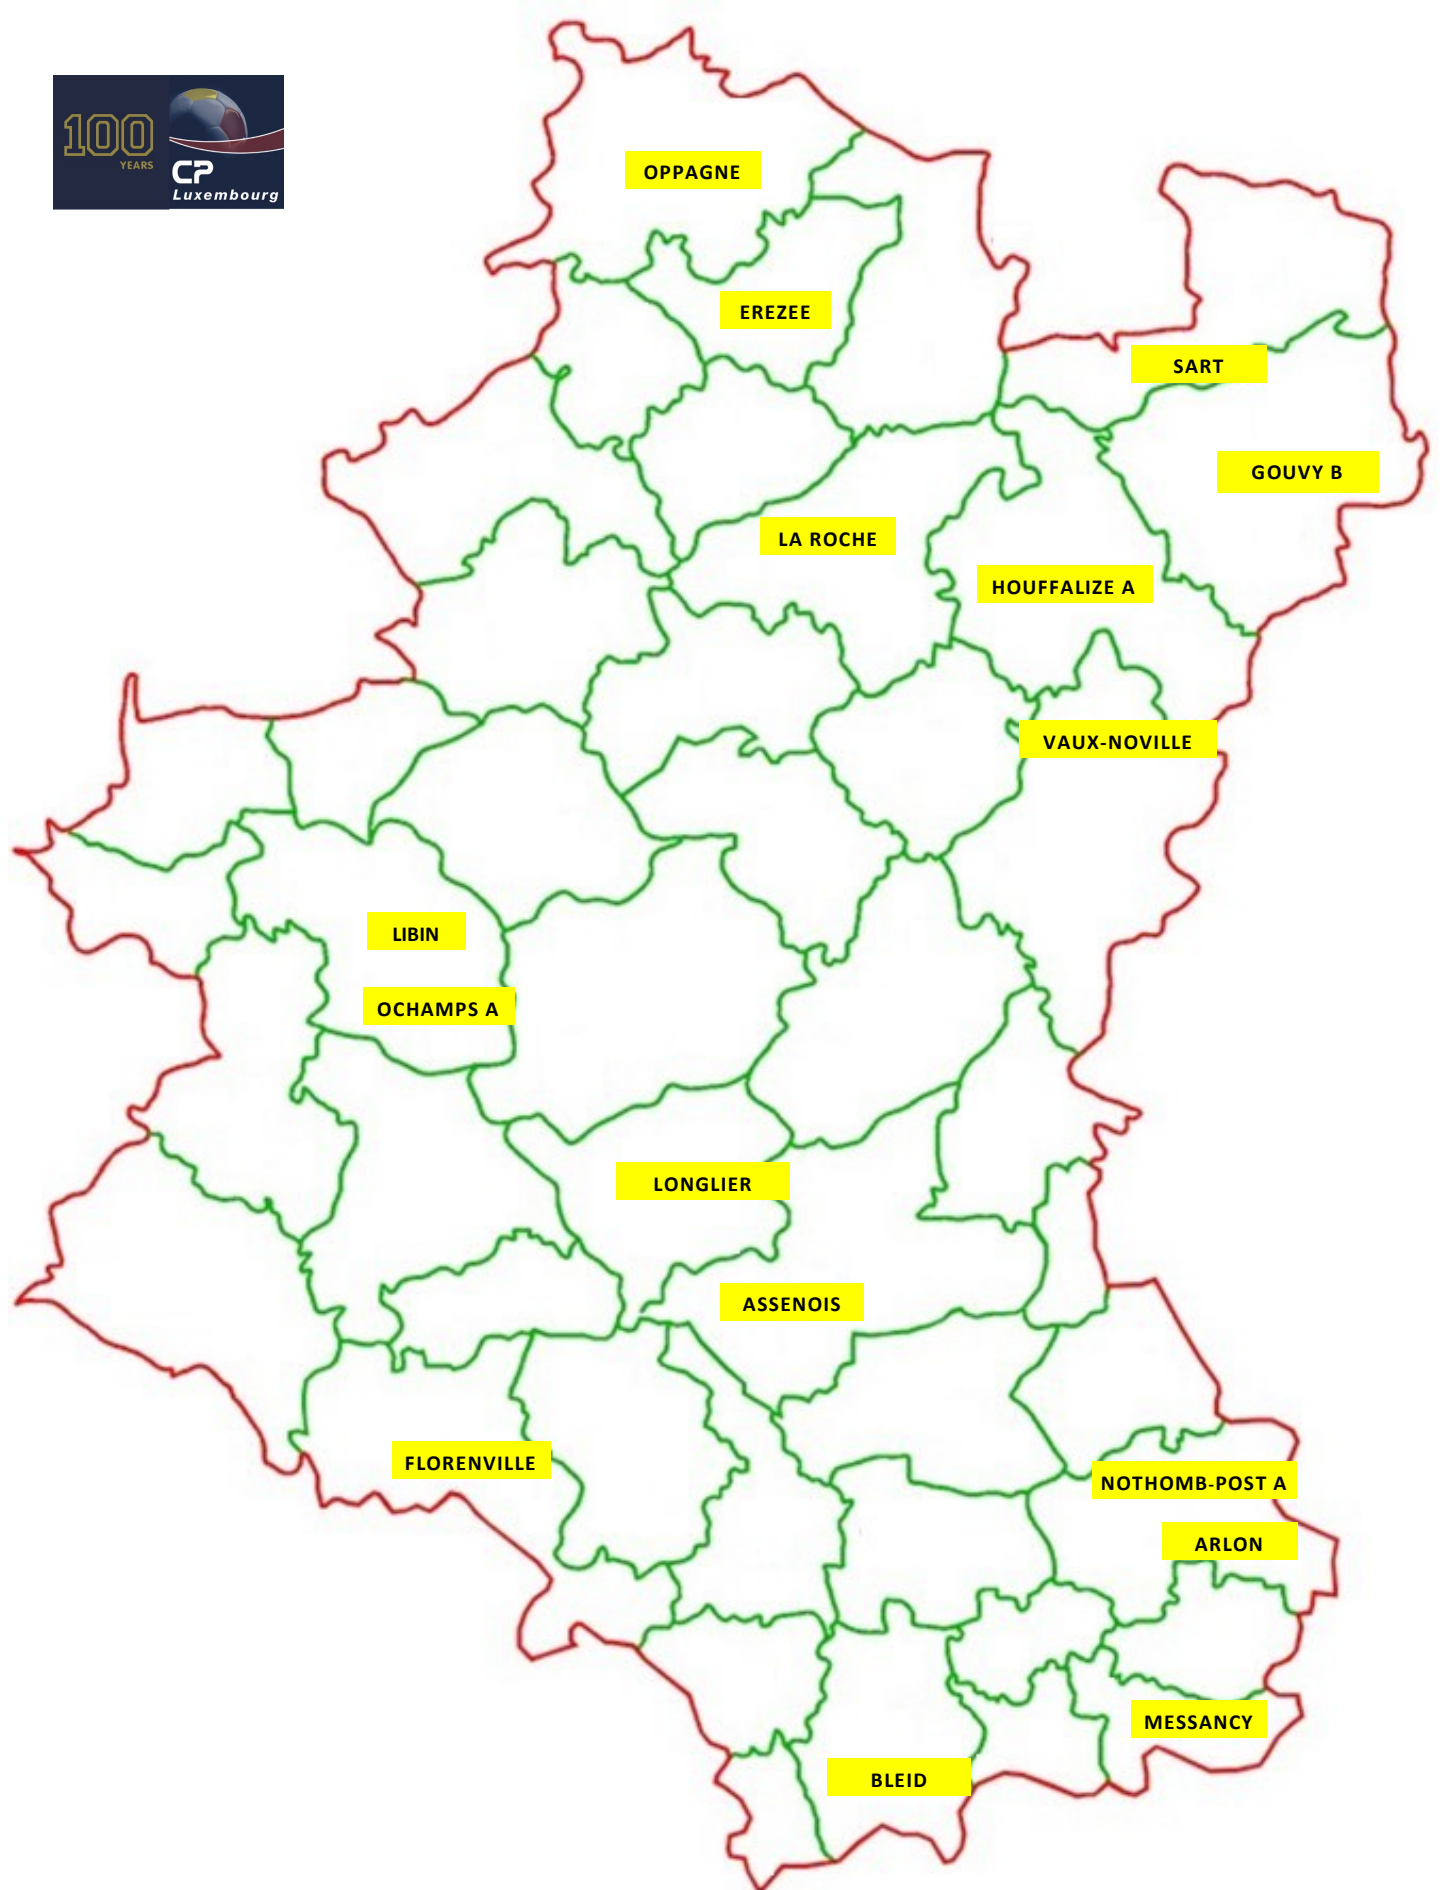 100
YEARS
CP
Luxembourg
OPPAGNE
EREZEE
SART
GOUVY B
LA ROCHE
HOUFFALIZE A
VAUX-NOVILLE
LIBIN
OCHAMPS A
LONGLIER
ASSENOIS
FLORENVILLE
NOTHOMB-POST A
ARLON
MESSANCY
BLEID